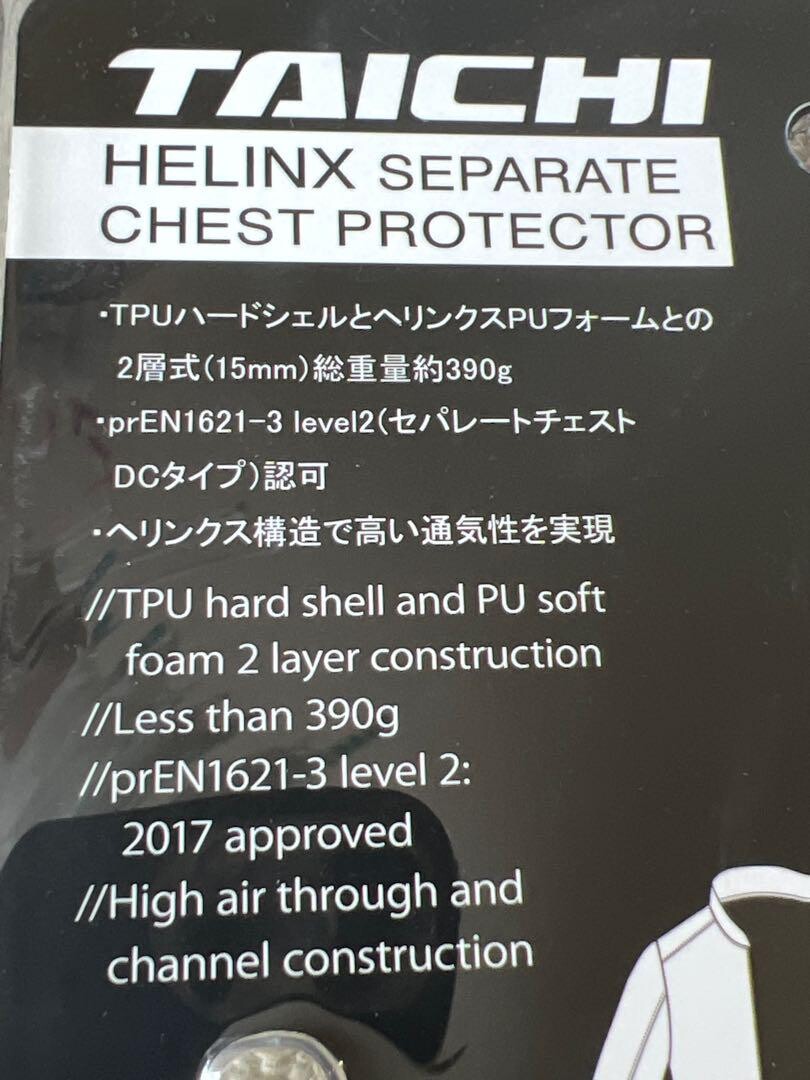 TAICHI
HELINX SEPARATE
CHEST PROTECTOR
・TPUハードシェルとヘリンクスPUフォームとの
2層式(15mm)総重量約390g
・prEN1621-3 level2(セパレートチェスト
DCタイプ)認可
・ヘリンクス構造で高い通気性を実現
//TPU hard shell and PU soft
foam 2 layer construction
//Less than 390g
//prEN1621-3 level 2:
2017 approved
//High air through and
channel construction